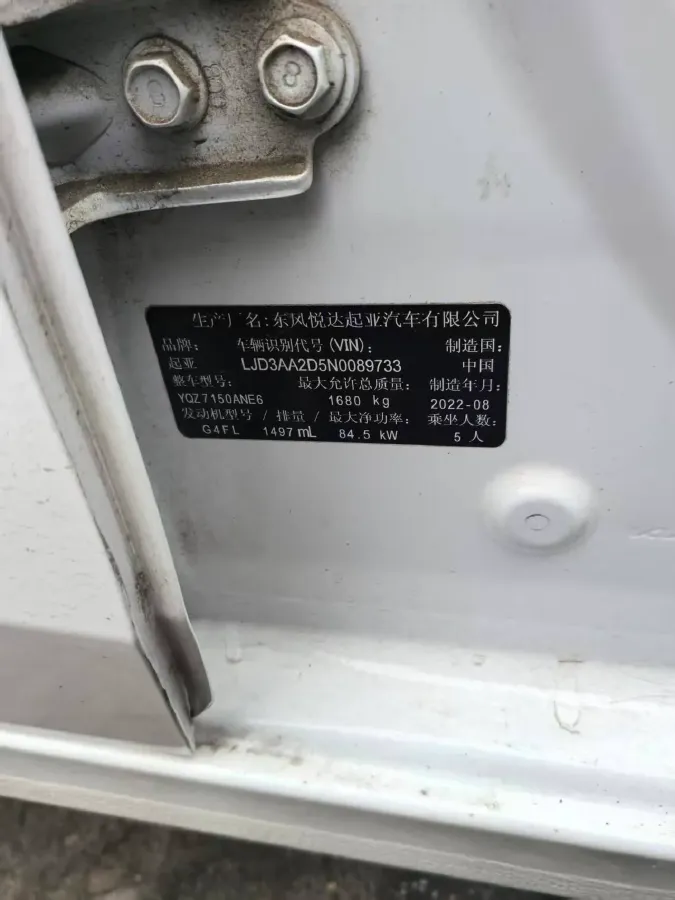 8
8
生产厂名:东风悦达起亚汽车有限公司
品牌: 车辆识别代号(VIN): 制造国:
起亚 LJD3AA2D5N0089733 中国
整车型号: 最大允许总质量: 制造年月:
YQZ7150ANE6 1680 kg 2022-08
发动机型号 / 排量 / 最大净功率: 乘坐人数:
G4FL 1497 mL 84.5 kW 5 人